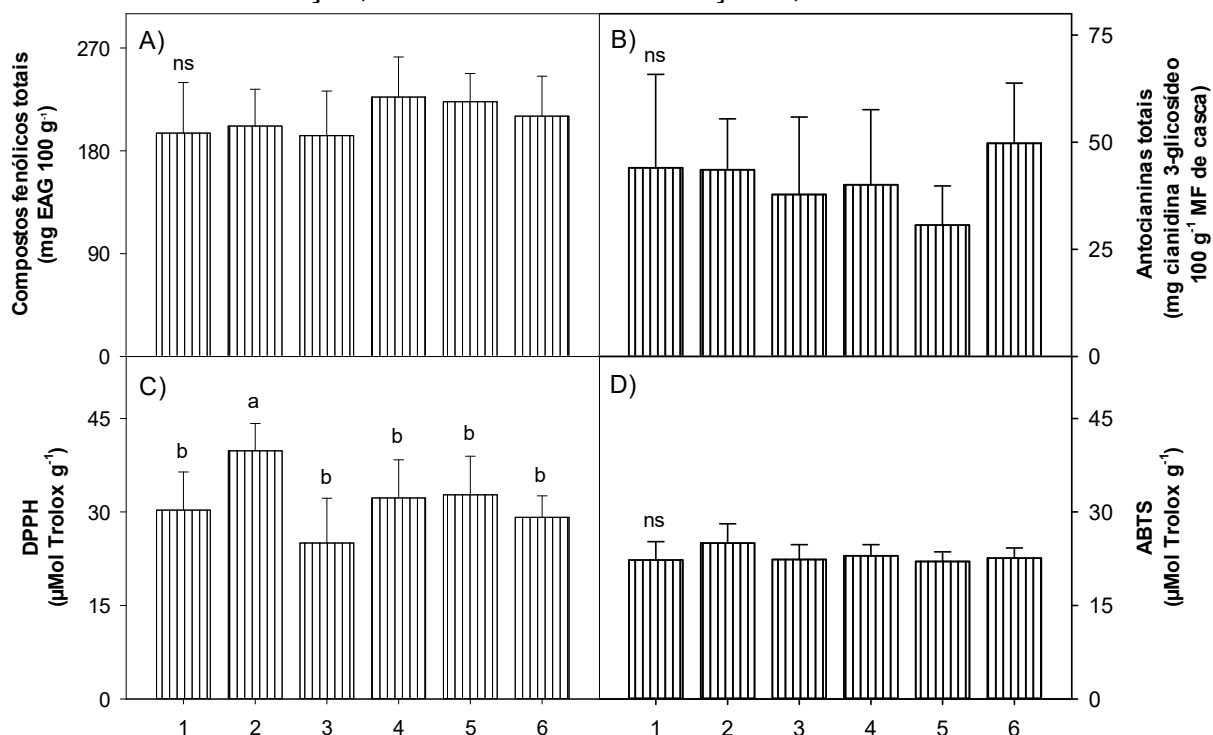 A)
B)
Compostos fenólicos totais
(mg EAG 100 g⁻¹)
270
180
90
0
ns
ns
75
50
25
0
Antocianinas totais
(mg cianidina 3-glicosídeo
100 g⁻¹ MF de casca)
C)
D)
DPPH
(µMol Trolox g⁻¹)
45
30
15
0
b
a
b
b
b
b
ns
45
30
15
0
ABTS
(µMol Trolox g⁻¹)
1 2 3 4 5 6
1 2 3 4 5 6